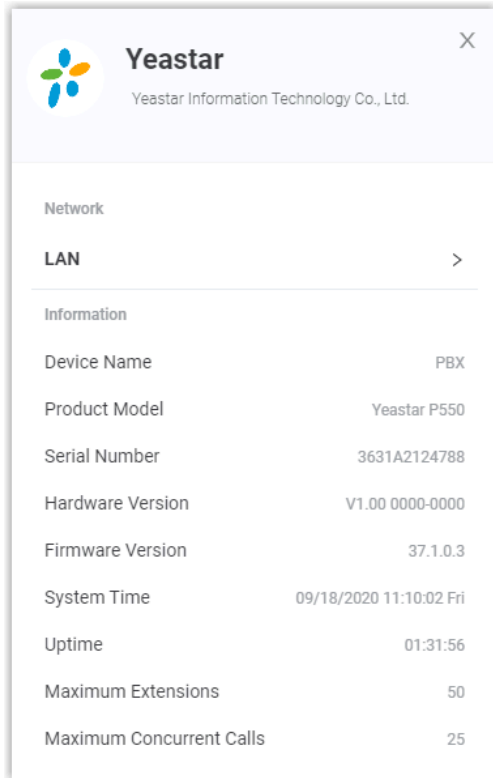 Yeastar
Yeastar Information Technology Co., Ltd.
Network
LAN
Information
Device Name PBX
Product Model Yeastar P550
Serial Number 3631A2124788
Hardware Version V1.00 0000-0000
Firmware Version 37.1.0.3
System Time 09/18/2020 11:10:02 Fri
Uptime 01:31:56
Maximum Extensions 50
Maximum Concurrent Calls 25